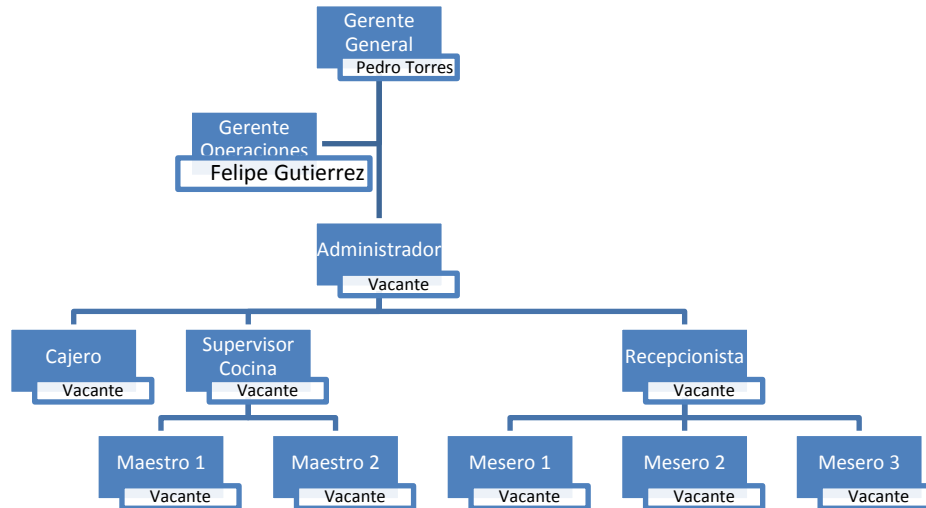 Gerente
General
Pedro Torres
Gerente
Operaciones
Felipe Gutierrez
Administrador
Vacante
Cajero
Vacante
Supervisor
Cocina
Vacante
Recepcionista
Vacante
Maestro 1
Vacante
Maestro 2
Vacante
Mesero 1
Vacante
Mesero 2
Vacante
Mesero 3
Vacante